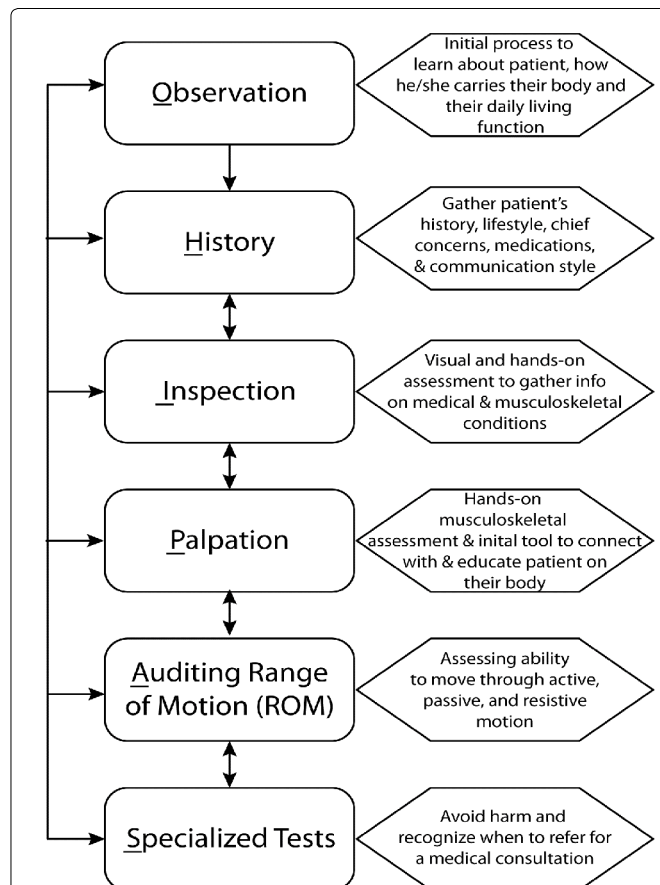 Observation
Initial process to
learn about patient, how
he/she carries their body and
their daily living
function
History
Gather patient's
history, lifestyle, chief
concerns, medications,
& communication style
Inspection
Visual and hands-on
assessment to gather info
on medical & musculoskeletal
conditions
Palpation
Hands-on
musculoskeletal
assessment & inital tool to connect
with & educate patient on
their body
Auditing Range
of Motion (ROM)
Assessing ability
to move through active,
passive, and resistive
motion
Specialized Tests
Avoid harm and
recognize when to refer for
a medical consultation